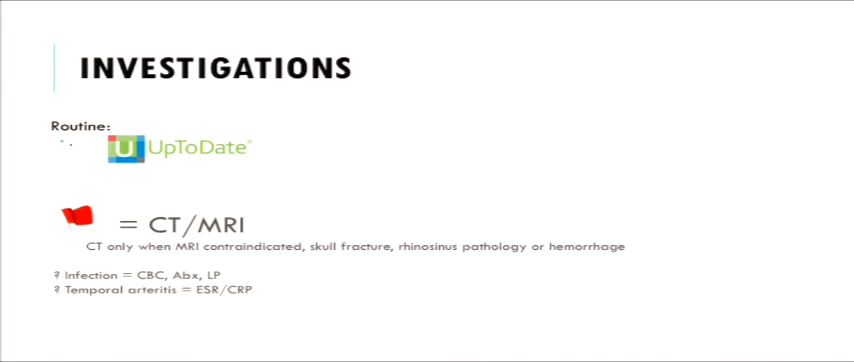 INVESTIGATIONS
Routine:
U UpToDate®
= CT/MRI
CT only when MRI contraindicated, skull fracture, rhinosinus pathology or hemorrhage
? Infection = CBC, Abx, LP
? Temporal arteritis = ESR/CRP